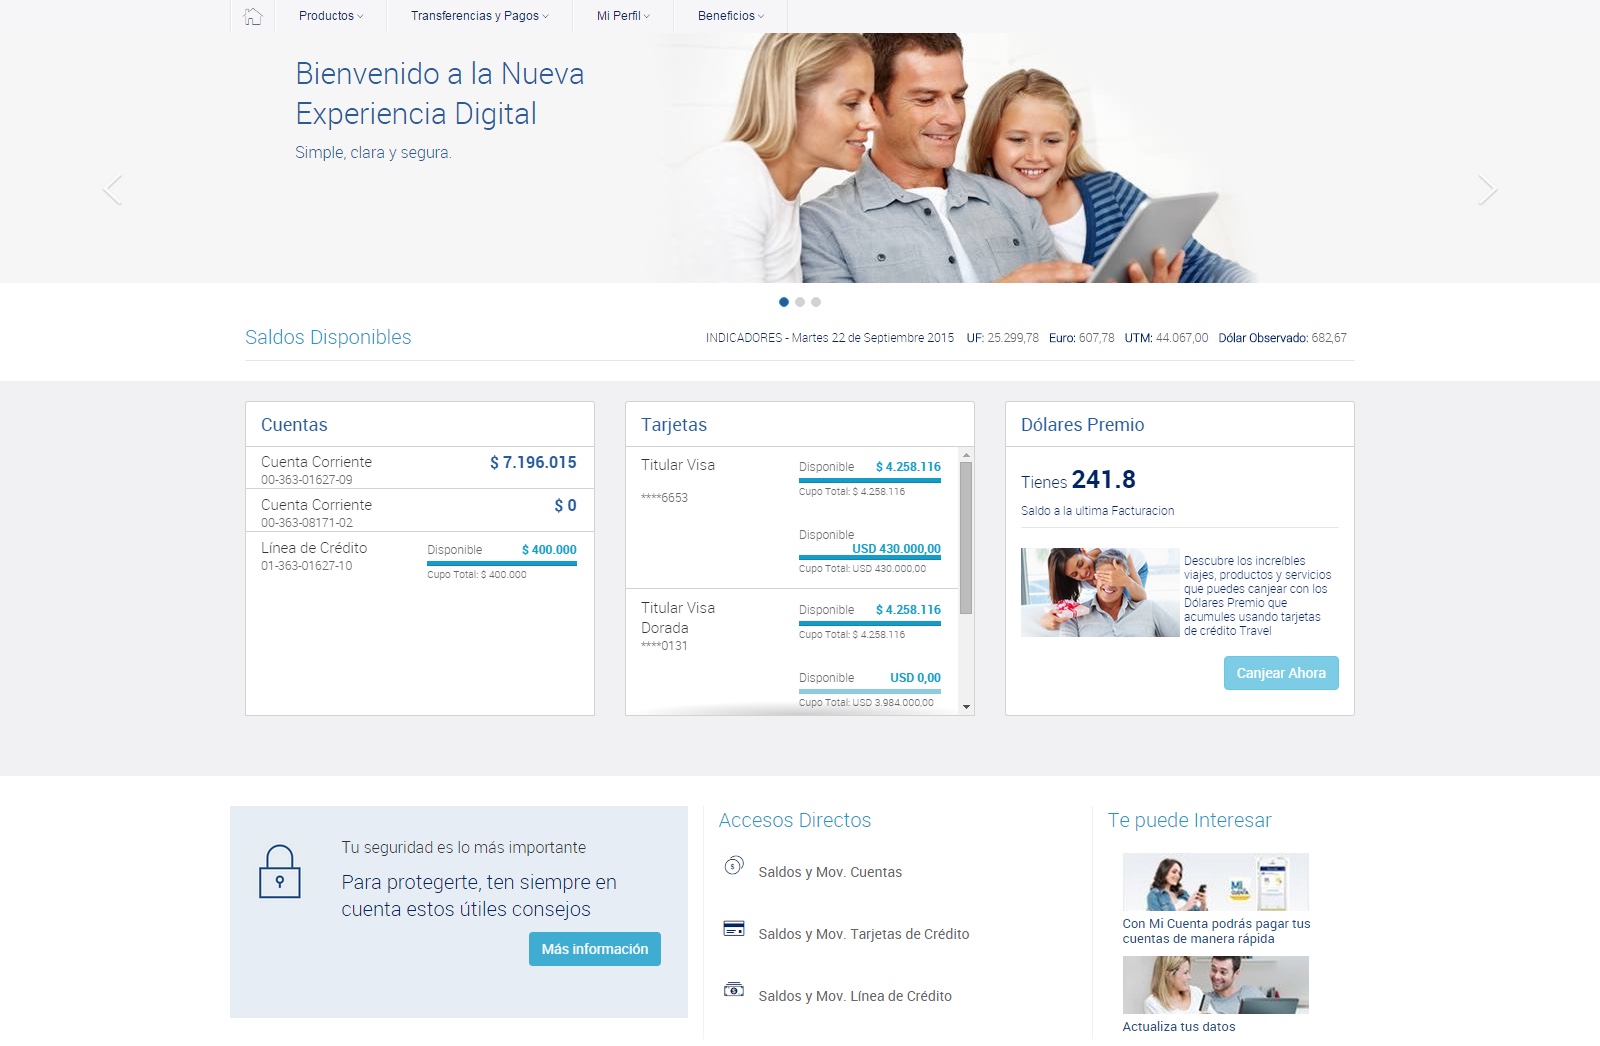 Productos
Transferencias y Pagos
Mi Perfil
Beneficios
Bienvenido a la Nueva
Experiencia Digital
Simple, clara y segura.
Saldos Disponibles
INDICADORES - Martes 22 de Septiembre 2015 UF: 25.299,78 Euro: 607,78 UTM: 44.067,00 Dólar Observado: 682,67
Cuentas
Cuenta Corriente $ 7.196.015
00-363-01627-09
Cuenta Corriente $ 0
00-363-08171-02
Línea de Crédito
01-363-01627-10
Disponible $ 400.000
Cupo Total: $ 400.000
Tarjetas
Titular Visa
****6653
Disponible $ 4.258.116
Cupo Total: $ 4.258.116
Disponible
USD 430.000,00
Cupo Total: USD 430.000,00
Titular Visa
Dorada
****0131
Disponible $ 4.258.116
Cupo Total: $ 4.258.116
Disponible USD 0,00
Cupo Total: USD 3.984.000,00
Dólares Premio
Tienes 241.8
Saldo a la ultima Facturacion
Descubre los increíbles
viajes, productos y servicios
que puedes canjear con los
Dólares Premio que
acumules usando tarjetas
de crédito Travel
Canjear Ahora
Tu seguridad es lo más importante
Para protegerte, ten siempre en
cuenta estos útiles consejos
Más información
Accesos Directos
Saldos y Mov. Cuentas
Saldos y Mov. Tarjetas de Crédito
Saldos y Mov. Línea de Crédito
Te puede Interesar
Mi
Cuenta
Con Mi Cuenta podrás pagar tus
cuentas de manera rápida
Actualiza tus datos